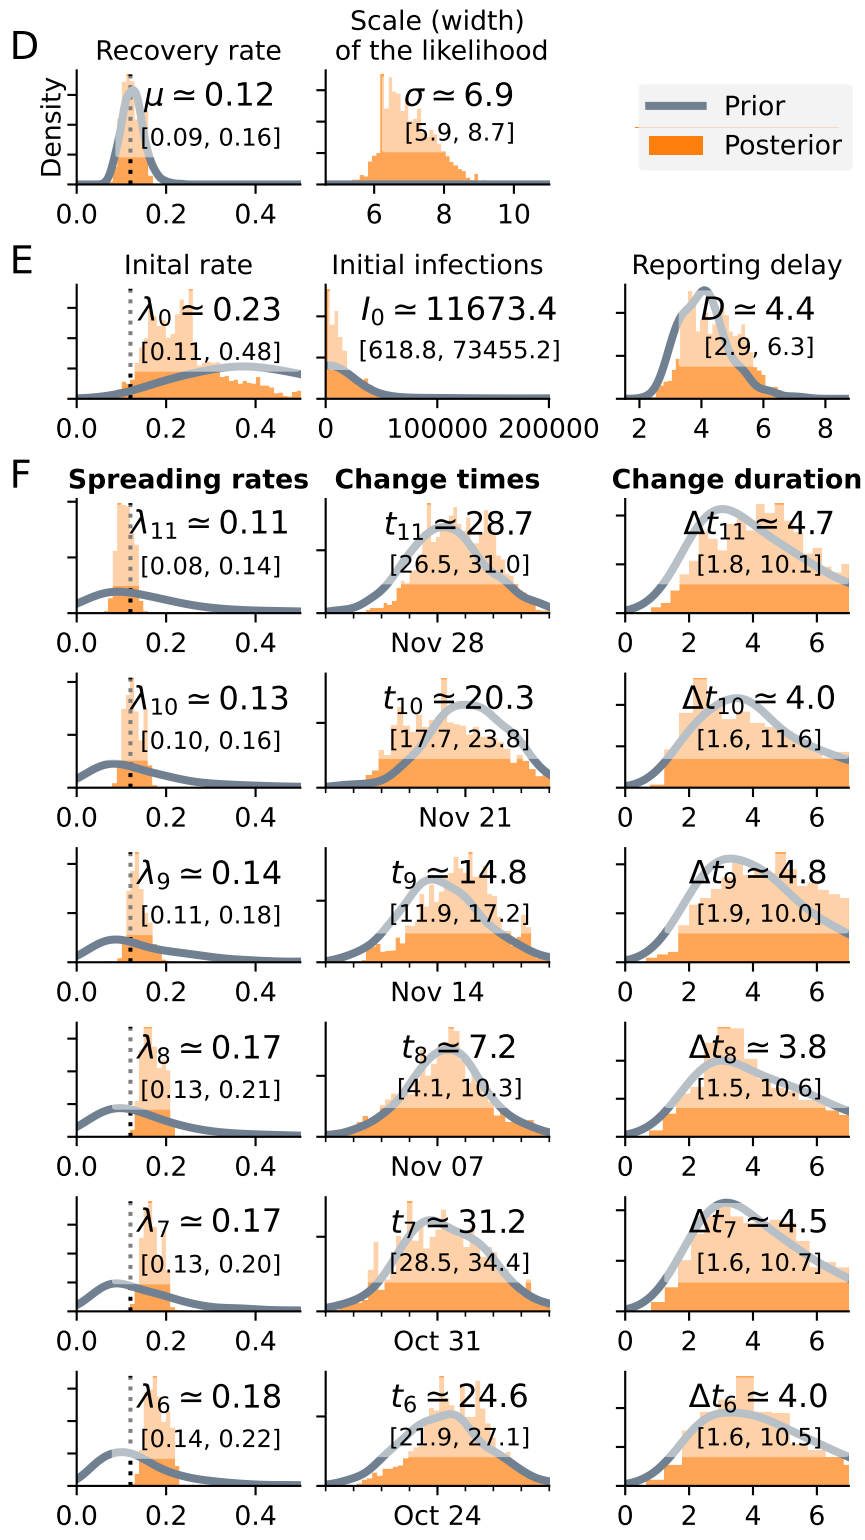 D
Recovery rate
Scale (width)
of the likelihood
Density
μ ≃ 0.12
[0.09, 0.16]
σ ≃ 6.9
[5.9, 8.7]
Prior
Posterior
0.0 0.2 0.4
6 8 10
E
Inital rate
Initial infections
Reporting delay
λ0 ≃ 0.23
[0.11, 0.48]
I0 ≃ 11673.4
[618.8, 73455.2]
D ≃ 4.4
[2.9, 6.3]
0.0 0.2 0.4
0 100000 200000
2 4 6 8
F
Spreading rates
Change times
Change duration
λ11 ≃ 0.11
[0.08, 0.14]
t11 ≃ 28.7
[26.5, 31.0]
Δt11 ≃ 4.7
[1.8, 10.1]
0.0 0.2 0.4
Nov 28
0 2 4 6
λ10 ≃ 0.13
[0.10, 0.16]
t10 ≃ 20.3
[17.7, 23.8]
Δt10 ≃ 4.0
[1.6, 11.6]
0.0 0.2 0.4
Nov 21
0 2 4 6
λ9 ≃ 0.14
[0.11, 0.18]
t9 ≃ 14.8
[11.9, 17.2]
Δt9 ≃ 4.8
[1.9, 10.0]
0.0 0.2 0.4
Nov 14
0 2 4 6
λ8 ≃ 0.17
[0.13, 0.21]
t8 ≃ 7.2
[4.1, 10.3]
Δt8 ≃ 3.8
[1.5, 10.6]
0.0 0.2 0.4
Nov 07
0 2 4 6
λ7 ≃ 0.17
[0.13, 0.20]
t7 ≃ 31.2
[28.5, 34.4]
Δt7 ≃ 4.5
[1.6, 10.7]
0.0 0.2 0.4
Oct 31
0 2 4 6
λ6 ≃ 0.18
[0.14, 0.22]
t6 ≃ 24.6
[21.9, 27.1]
Δt6 ≃ 4.0
[1.6, 10.5]
0.0 0.2 0.4
Oct 24
0 2 4 6